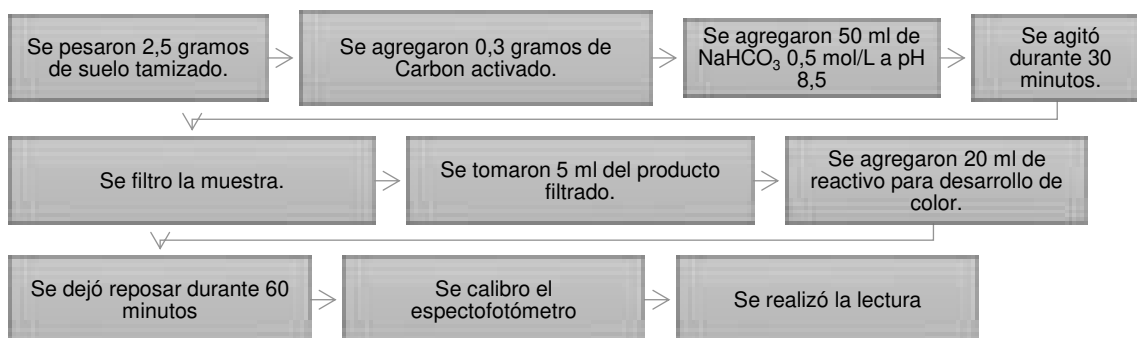 Se pesaron 2,5 gramos
de suelo tamizado.
Se agregaron 0,3 gramos de
Carbon activado.
Se agregaron 50 ml de
NaHCO₃ 0,5 mol/L a pH
8,5
Se agitó
durante 30
minutos.
Se filtro la muestra.
Se tomaron 5 ml del producto
filtrado.
Se agregaron 20 ml de
reactivo para desarrollo de
color.
Se dejó reposar durante 60
minutos
Se calibro el
espectofotómetro
Se realizó la lectura